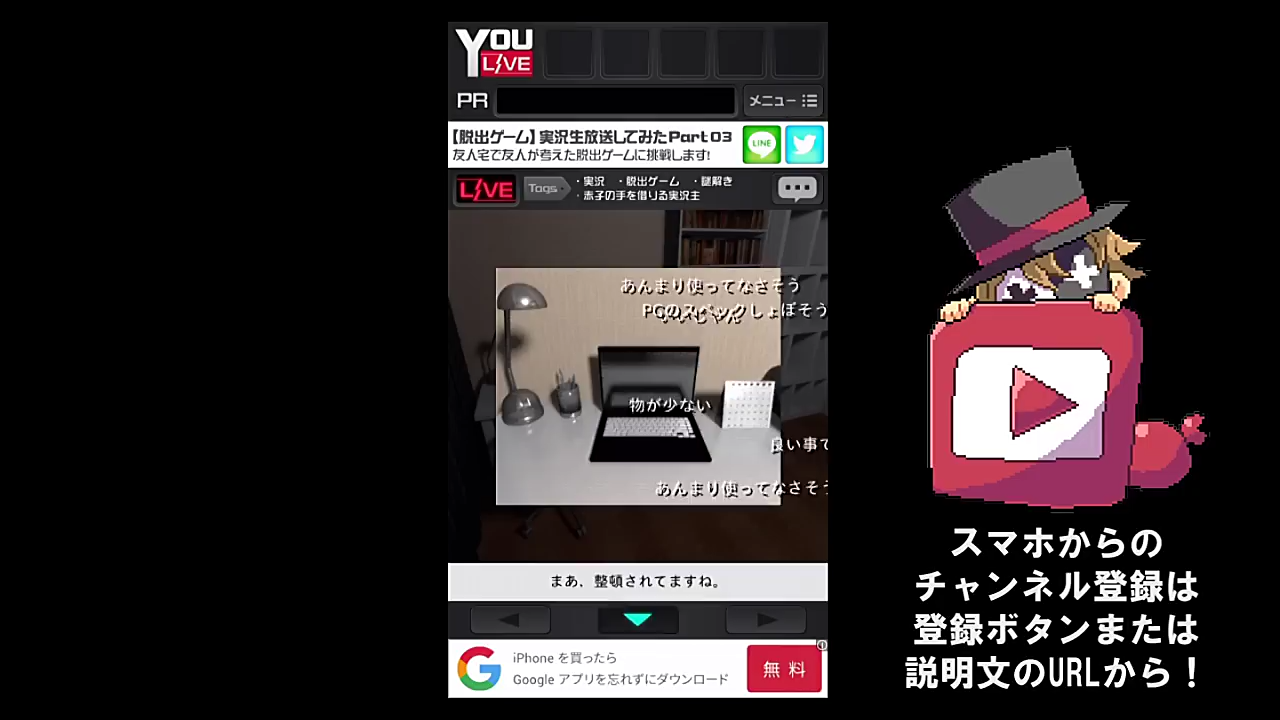 YOU
LIVE
PR
メニュー
【脱出ゲーム】実況生放送してみたPart03
友人宅で友人が考えた脱出ゲームに挑戦します!
LINE
LIVE
Tags
・実況 ・脱出ゲーム ・謎解き
・赤子の手を借りる実況主
あんまり使ってなさそう
PCのスペックしょぼそう
物が少ない
良い事で
あんまり使ってなさそう
まあ、整頓されてますね。
iPhone を買ったら
Google アプリを忘れずにダウンロード
無料
スマホからの
チャンネル登録は
登録ボタンまたは
説明文のURLから！